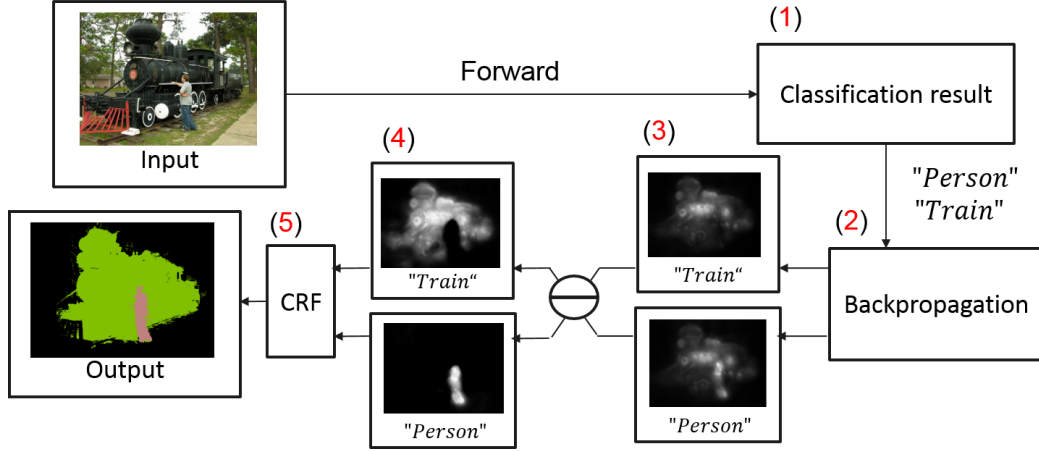 (1)
Forward
Classification result
Input
(4)
(3)
"Person"
"Train"
(5)
(2)
"Train“
"Train“
CRF
Backpropagation
Output
"Person"
"Person"